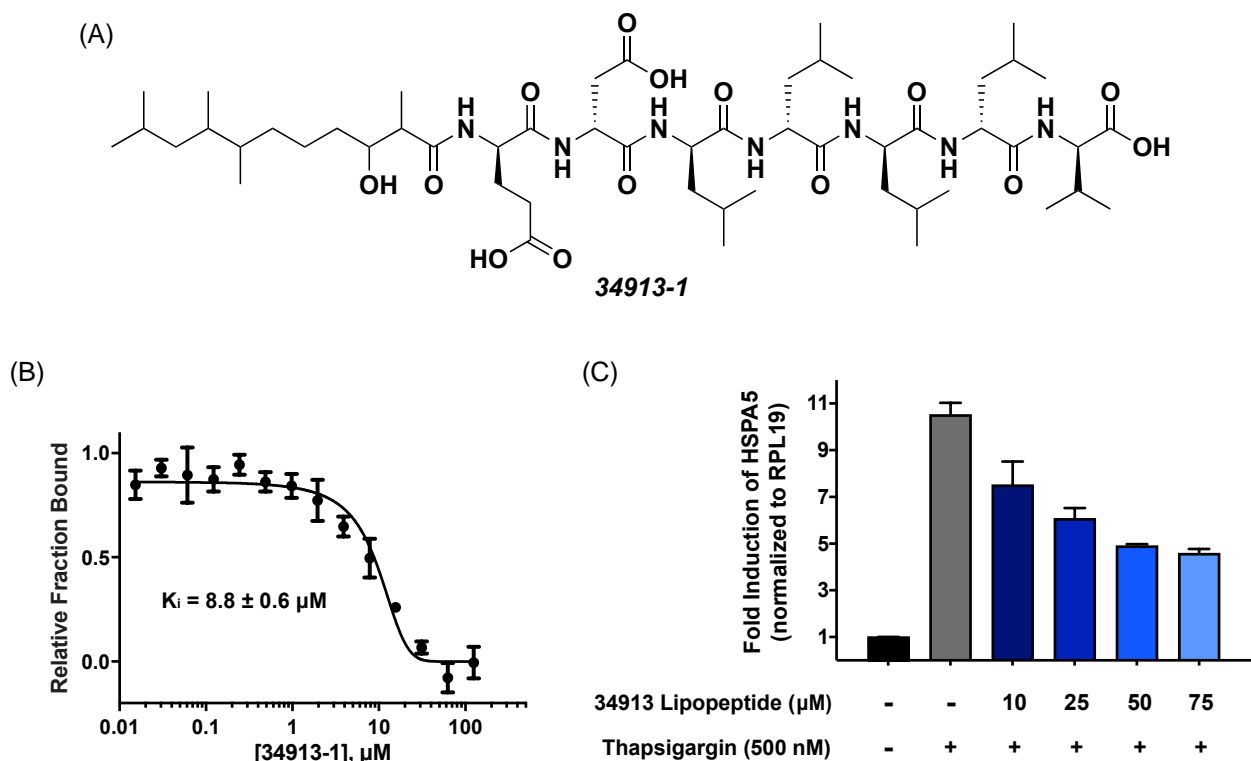 (A)
O
OH
O
O
O
O
H
N
H
N
H
N
H
N
OH
N
H
N
H
N
H
OH
O
O
O
O
HO
O
34913-1
(B)
Relative Fraction Bound
1.0
0.5
0.0
Ki = 8.8 ± 0.6 µM
0.01 0.1 1 10 100
[34913-1], µM
(C)
Fold Induction of HSPA5
(normalized to RPL19)
11
7
5
1
34913 Lipopeptide (µM) - - 10 25 50 75
Thapsigargin (500 nM) - + + + + +